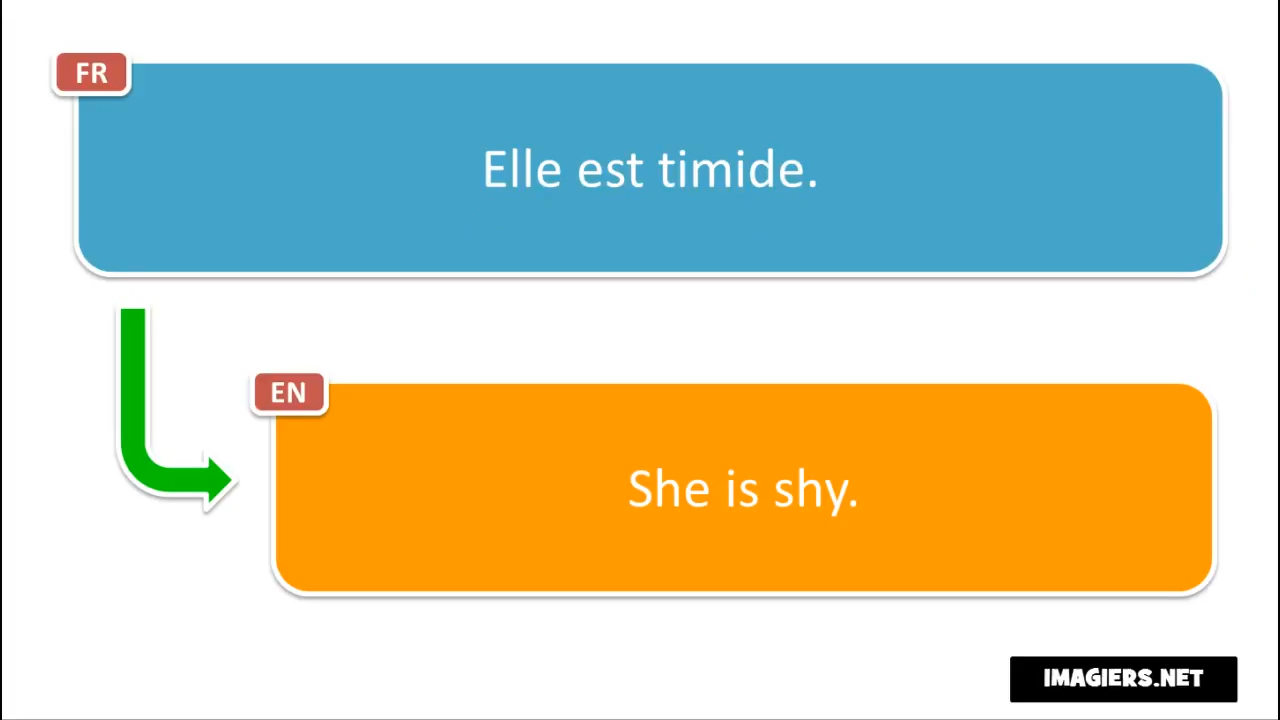 FR
Elle est timide.
EN
She is shy.
IMAGIERS.NET